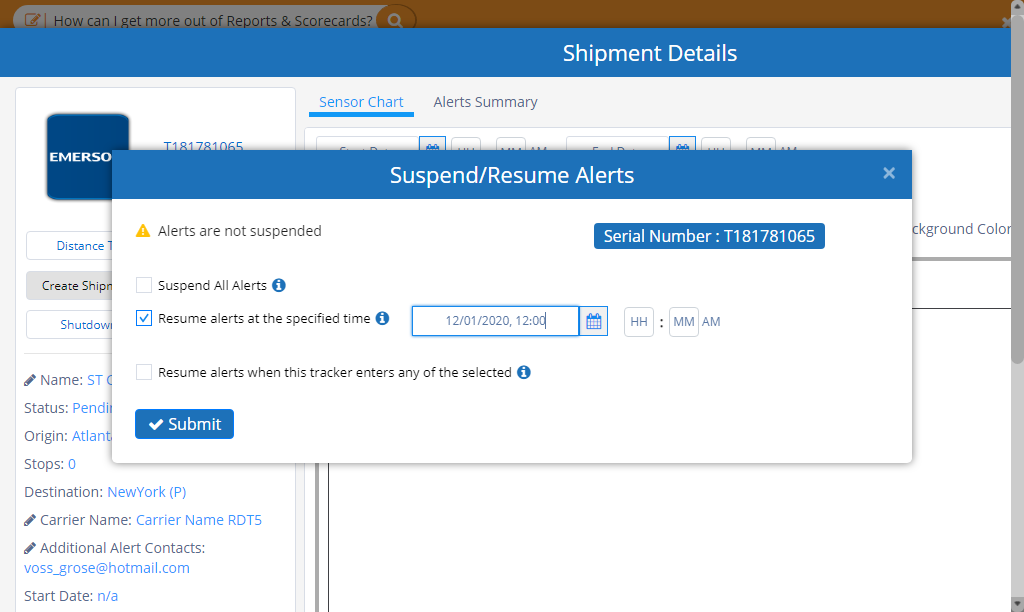 How can I get more out of Reports & Scorecards?
Shipment Details
Sensor Chart
Alerts Summary
EMERSO
T181781065
HH
MM AM
HH
MM AM
Suspend/Resume Alerts
×
Alerts are not suspended
Serial Number : T181781065
ckground Color
Distance T
Create Shipm
Shutdow
Suspend All Alerts
Resume alerts at the specified time
12/01/2020, 12:00
HH : MM AM
Resume alerts when this tracker enters any of the selected
Submit
Name: ST
Status: Pendin
Origin: Atlanta
Stops: 0
Destination: NewYork (P)
Carrier Name: Carrier Name RDT5
Additional Alert Contacts:
voss_grose@hotmail.com
Start Date: n/a